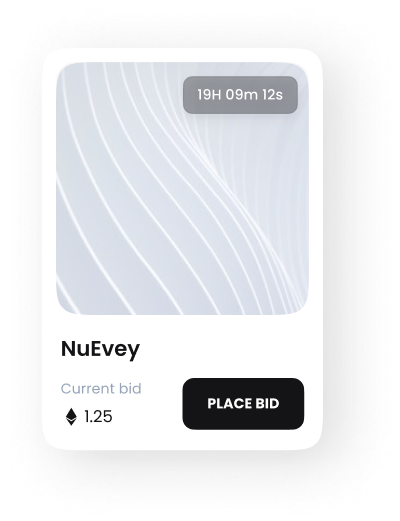 19H 09m 12s
NuEvey
Current bid
1.25
PLACE BID